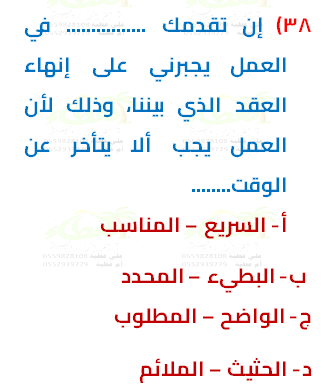 ٣٨) إن تقدمك ................ في
العمل يجبرني على إنهاء
العقد الذي بيننا، وذلك لأن
العمل يجب ألا يتأخر عن
الوقت........
أ- السريع – المناسب
ب- البطيء – المحدد
ج- الواضح – المطلوب
د- الحثيث – الملائم